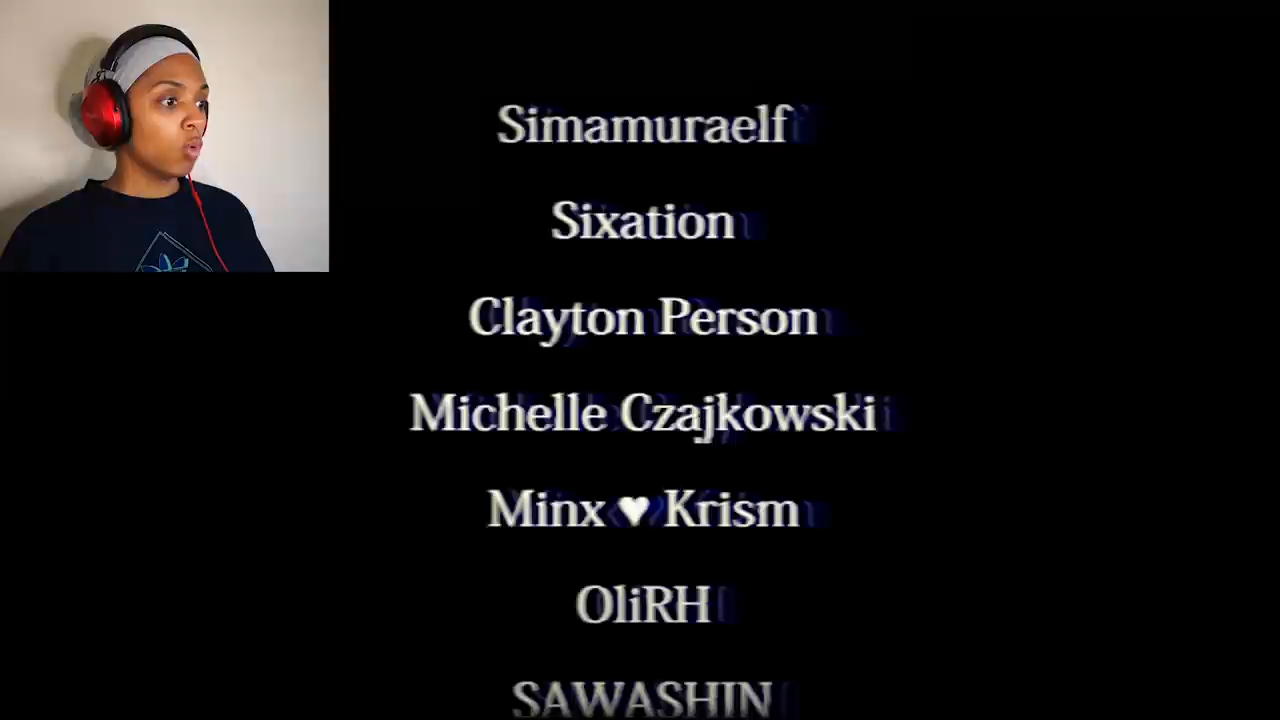 Simamuraelf
Sixation
Clayton Person
Michelle Czajkowski
Minx ♥ Krism
OliRH
SAWASHIN